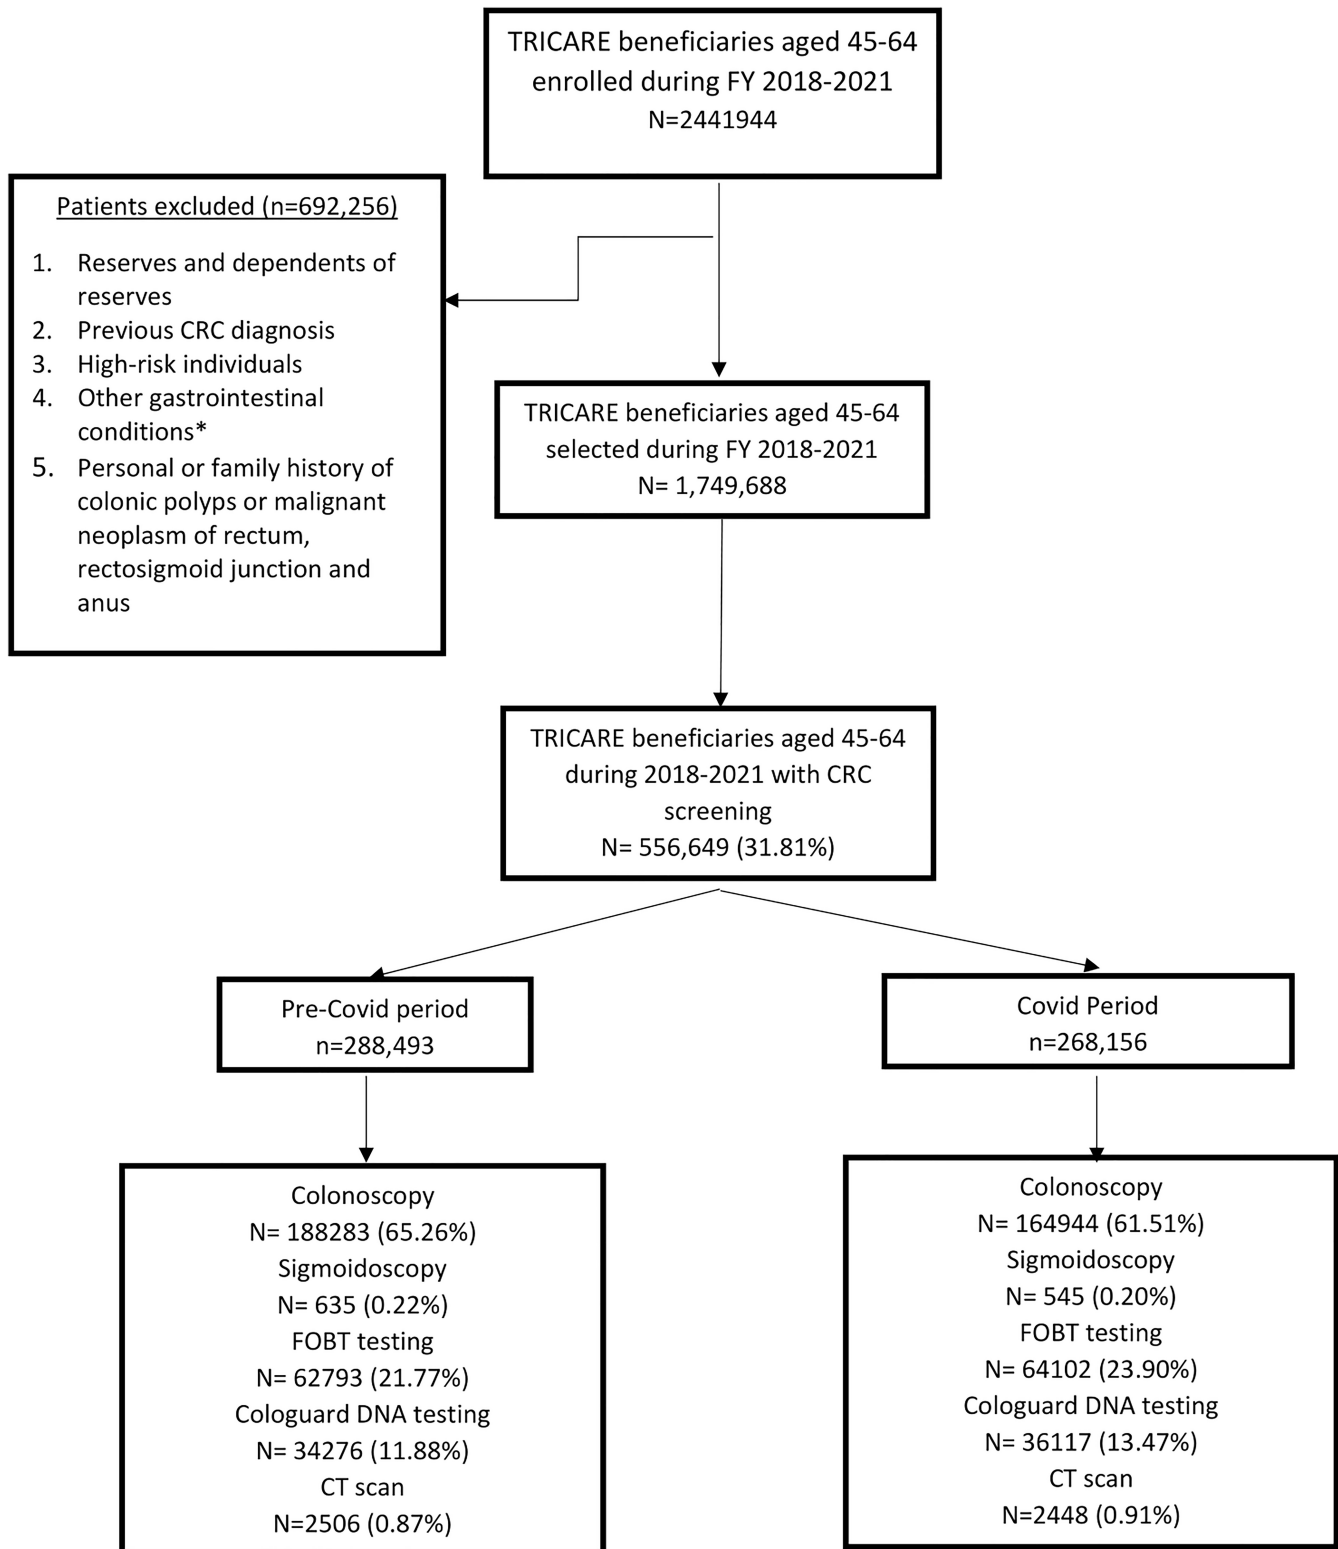 TRICARE beneficiaries aged 45-64
enrolled during FY 2018-2021
N=2441944
Patients excluded (n=692,256)
1. Reserves and dependents of
reserves
2. Previous CRC diagnosis
3. High-risk individuals
4. Other gastrointestinal
conditions*
5. Personal or family history of
colonic polyps or malignant
neoplasm of rectum,
rectosigmoid junction and
anus
TRICARE beneficiaries aged 45-64
selected during FY 2018-2021
N= 1,749,688
TRICARE beneficiaries aged 45-64
during 2018-2021 with CRC
screening
N= 556,649 (31.81%)
Pre-Covid period
n=288,493
Covid Period
n=268,156
Colonoscopy
N= 188283 (65.26%)
Sigmoidoscopy
N= 635 (0.22%)
FOBT testing
N= 62793 (21.77%)
Cologuard DNA testing
N= 34276 (11.88%)
CT scan
N=2506 (0.87%)
Colonoscopy
N= 164944 (61.51%)
Sigmoidoscopy
N= 545 (0.20%)
FOBT testing
N= 64102 (23.90%)
Cologuard DNA testing
N= 36117 (13.47%)
CT scan
N=2448 (0.91%)